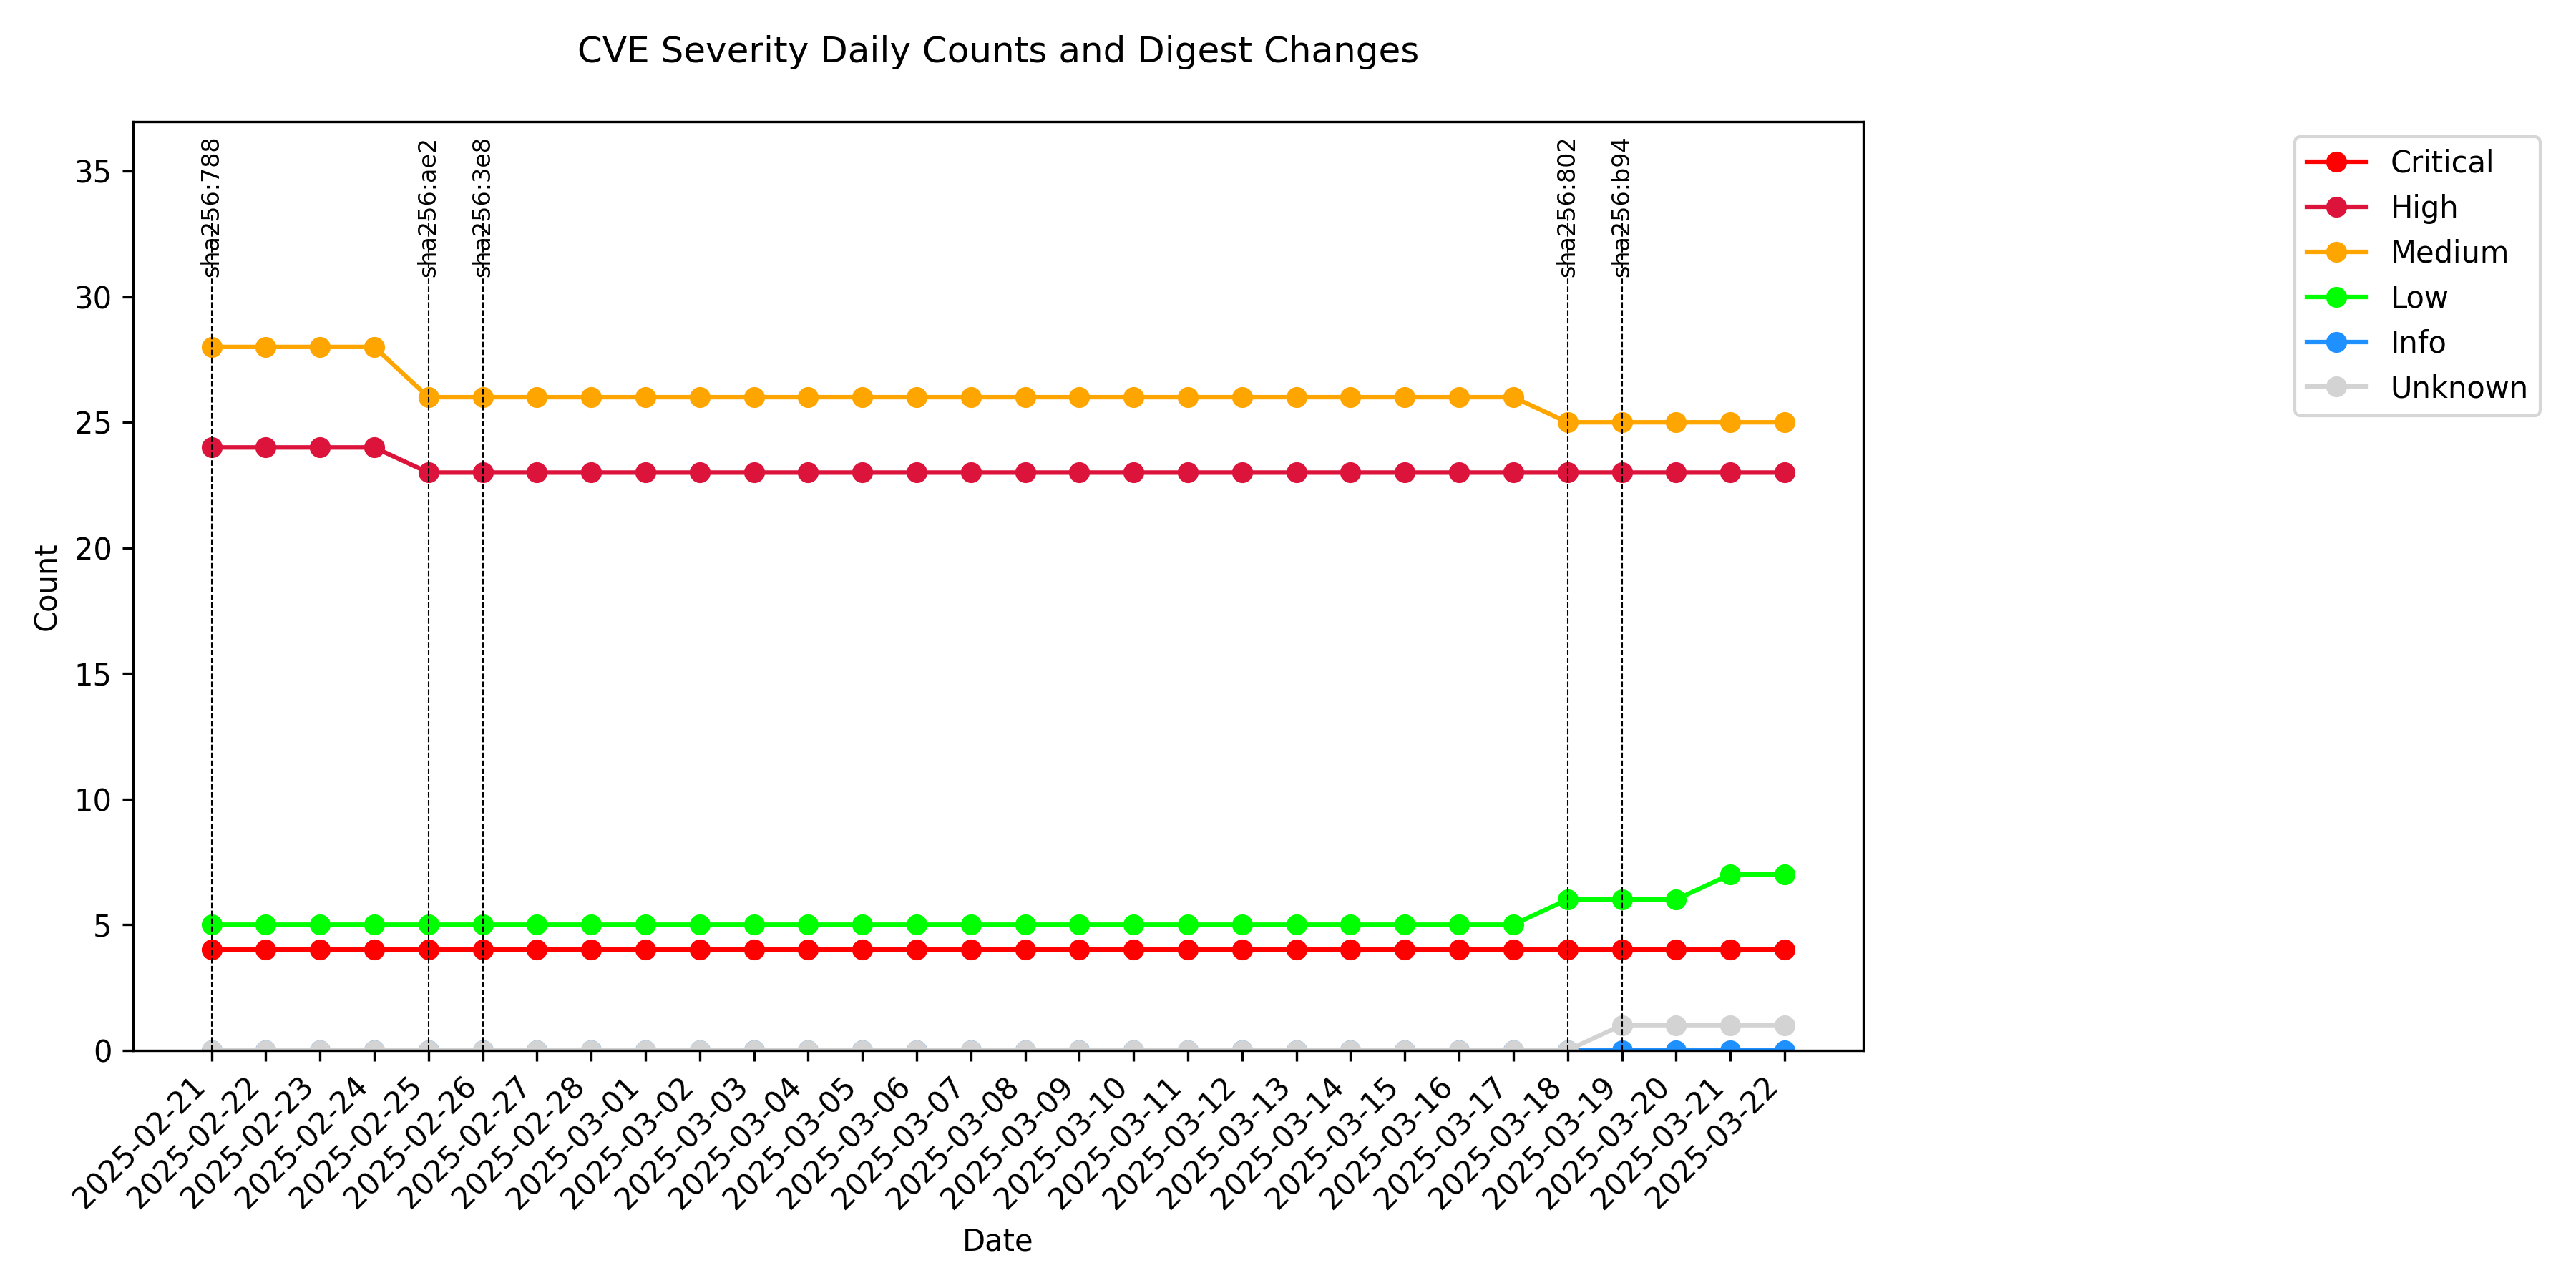 CVE Severity Daily Counts and Digest Changes
sha256:788
sha256:ae2
sha256:3e8
sha256:802
sha256:b94
Critical
High
Medium
Low
Info
Unknown
35
30
25
20
15
10
5
0
Count
2025-02-21
2025-02-22
2025-02-23
2025-02-24
2025-02-25
2025-02-26
2025-02-27
2025-02-28
2025-03-01
2025-03-02
2025-03-03
2025-03-04
2025-03-05
2025-03-06
2025-03-07
2025-03-08
2025-03-09
2025-03-10
2025-03-11
2025-03-12
2025-03-13
2025-03-14
2025-03-15
2025-03-16
2025-03-17
2025-03-18
2025-03-19
2025-03-20
2025-03-21
2025-03-22
Date